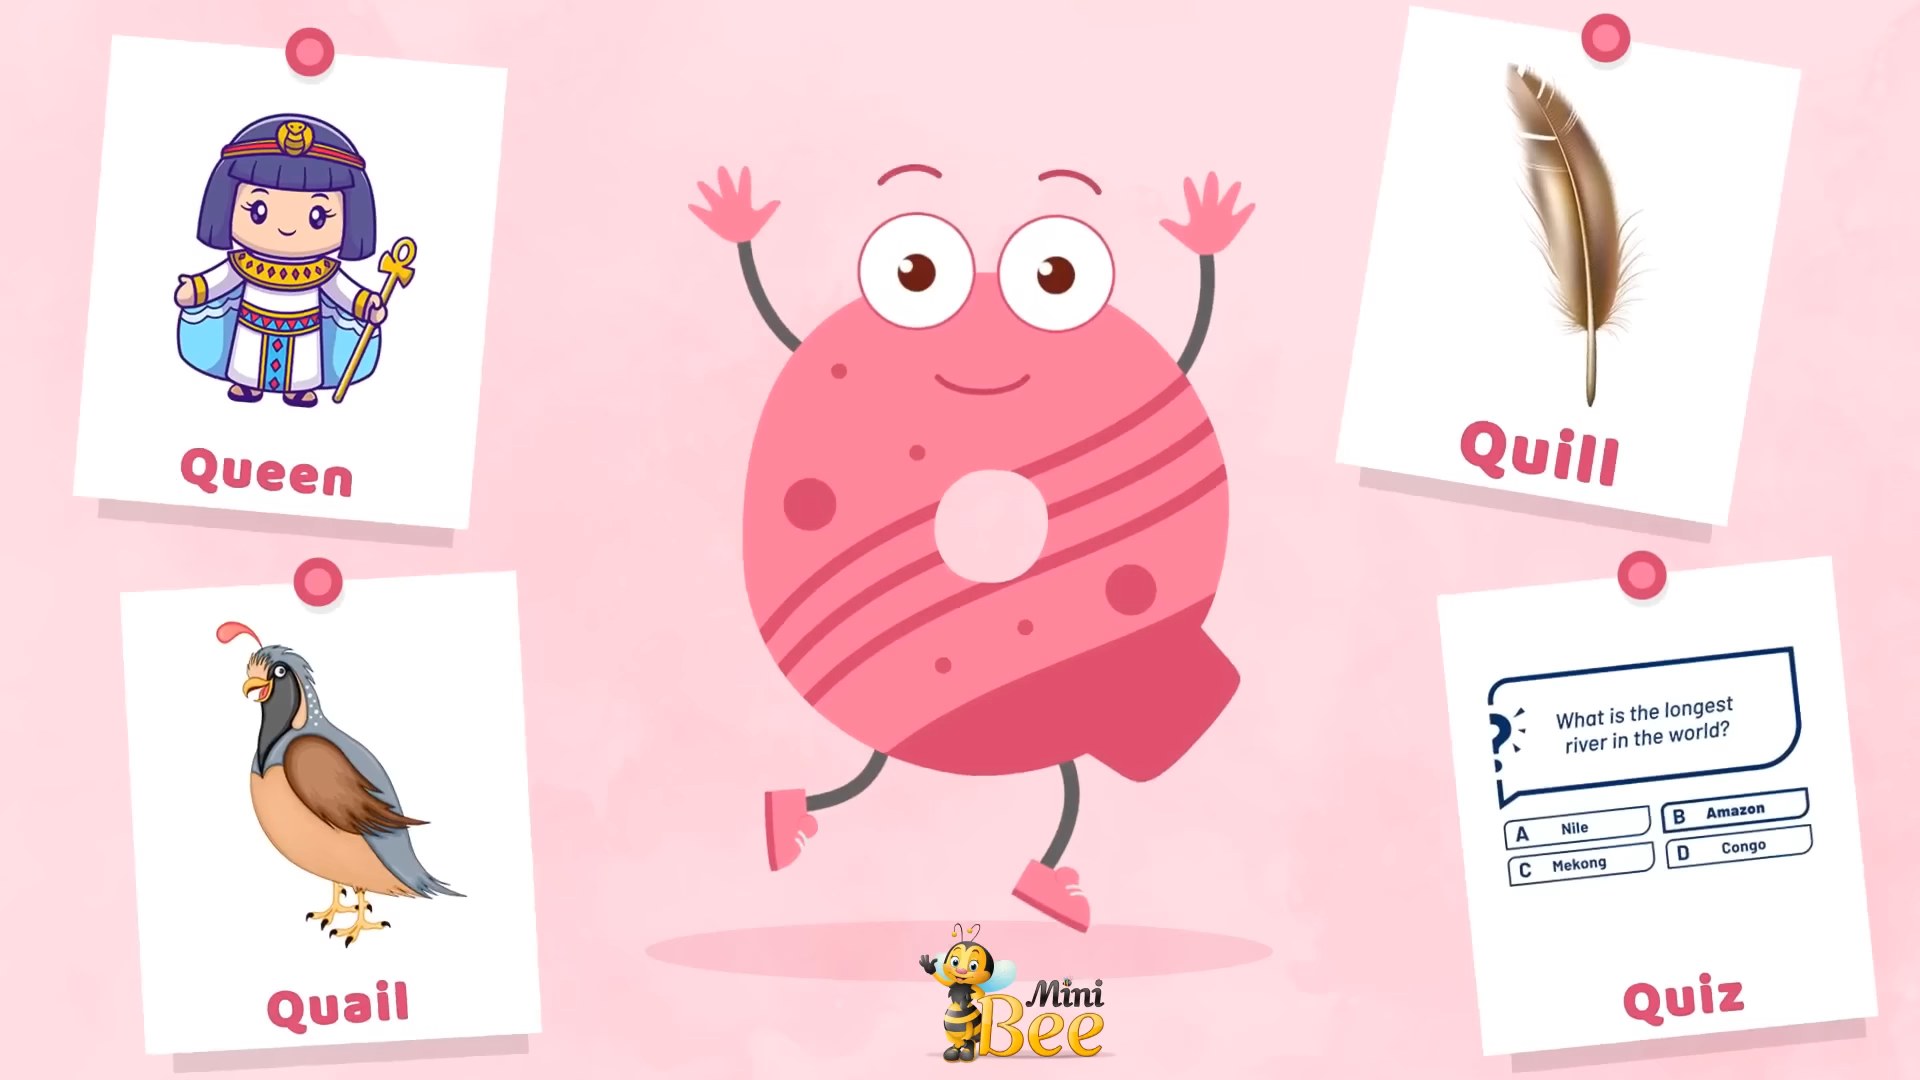 Queen
Quill
Quail
?
What is the longest
river in the world?
A Nile
B Amazon
C Mekong
D Congo
Quiz
Mini
Bee